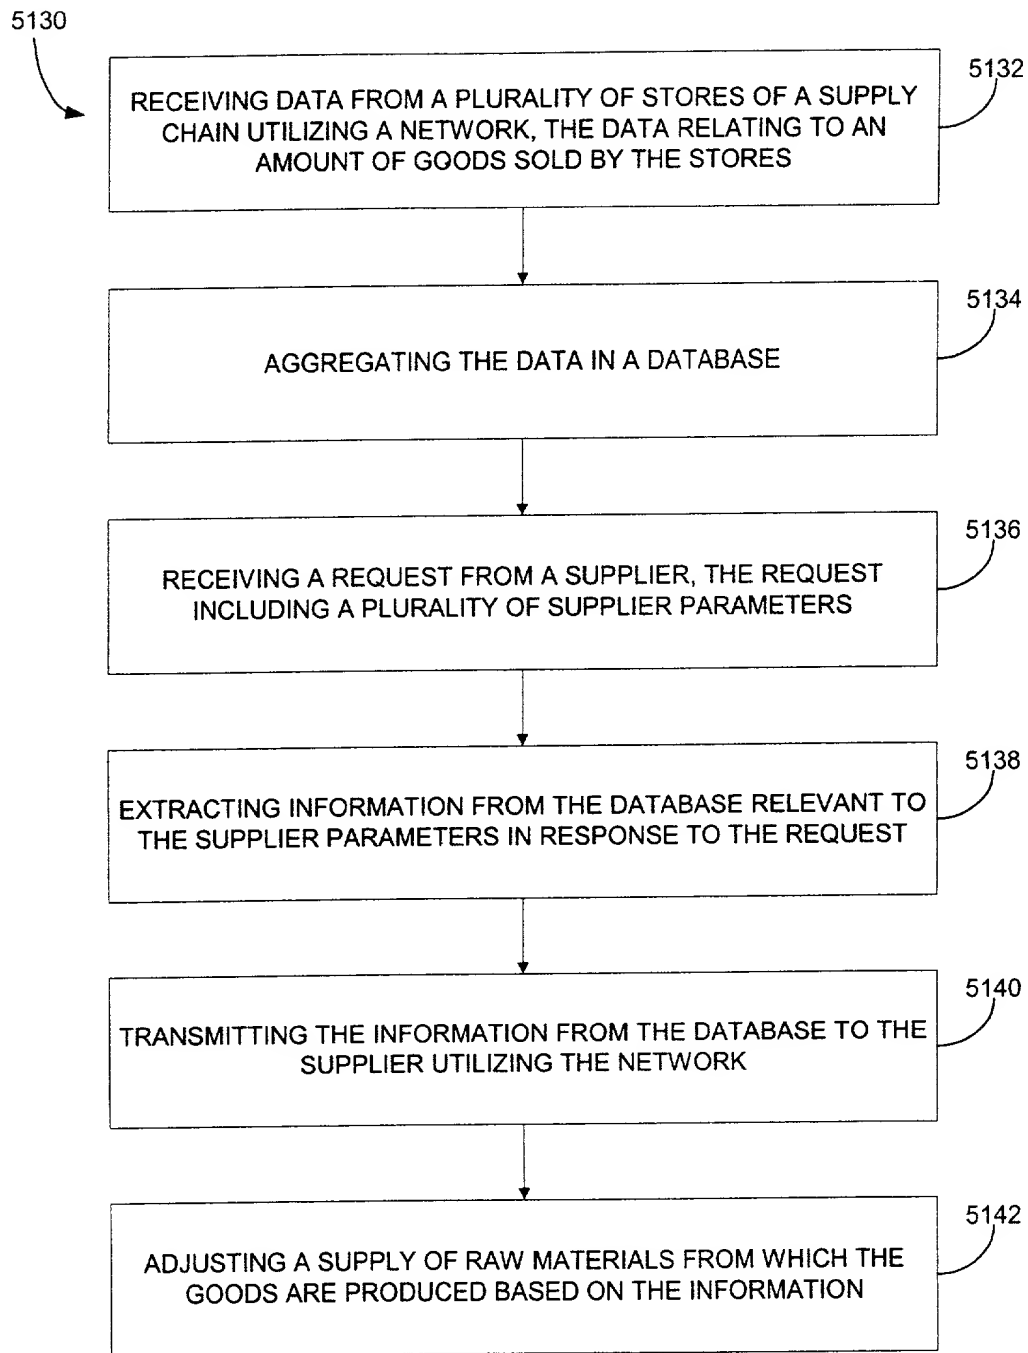 5130
5132
RECEIVING DATA FROM A PLURALITY OF STORES OF A SUPPLY
CHAIN UTILIZING A NETWORK, THE DATA RELATING TO AN
AMOUNT OF GOODS SOLD BY THE STORES
5134
AGGREGATING THE DATA IN A DATABASE
5136
RECEIVING A REQUEST FROM A SUPPLIER, THE REQUEST
INCLUDING A PLURALITY OF SUPPLIER PARAMETERS
5138
EXTRACTING INFORMATION FROM THE DATABASE RELEVANT TO
THE SUPPLIER PARAMETERS IN RESPONSE TO THE REQUEST
5140
TRANSMITTING THE INFORMATION FROM THE DATABASE TO THE
SUPPLIER UTILIZING THE NETWORK
5142
ADJUSTING A SUPPLY OF RAW MATERIALS FROM WHICH THE
GOODS ARE PRODUCED BASED ON THE INFORMATION